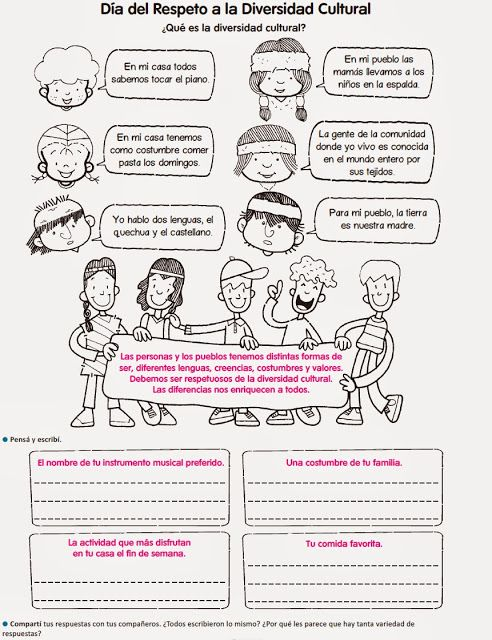 Día del Respeto a la Diversidad Cultural
¿Qué es la diversidad cultural?
En mi casa todos
sabemos tocar el piano.
En mi pueblo las
mamás llevamos a los
niños en la espalda.
En mi casa tenemos
como costumbre comer
pasta los domingos.
La gente de la comunidad
donde yo vivo es conocida
en el mundo entero por
sus tejidos.
Yo hablo dos lenguas, el
quechua y el castellano.
Para mi pueblo, la tierra
es nuestra madre.
Las personas y los pueblos tenemos distintas formas de
ser, diferentes lenguas, creencias, costumbres y valores.
Debemos ser respetuosos de la diversidad cultural.
Las diferencias nos enriquecen a todos.
Pensá y escribí.
El nombre de tu instrumento musical preferido.
Una costumbre de tu familia.
La actividad que más disfrutan
en tu casa el fin de semana.
Tu comida favorita.
Compartí tus respuestas con tus compañeros. ¿Todos escribieron lo mismo? ¿Por qué les parece que hay tanta variedad de
respuestas?